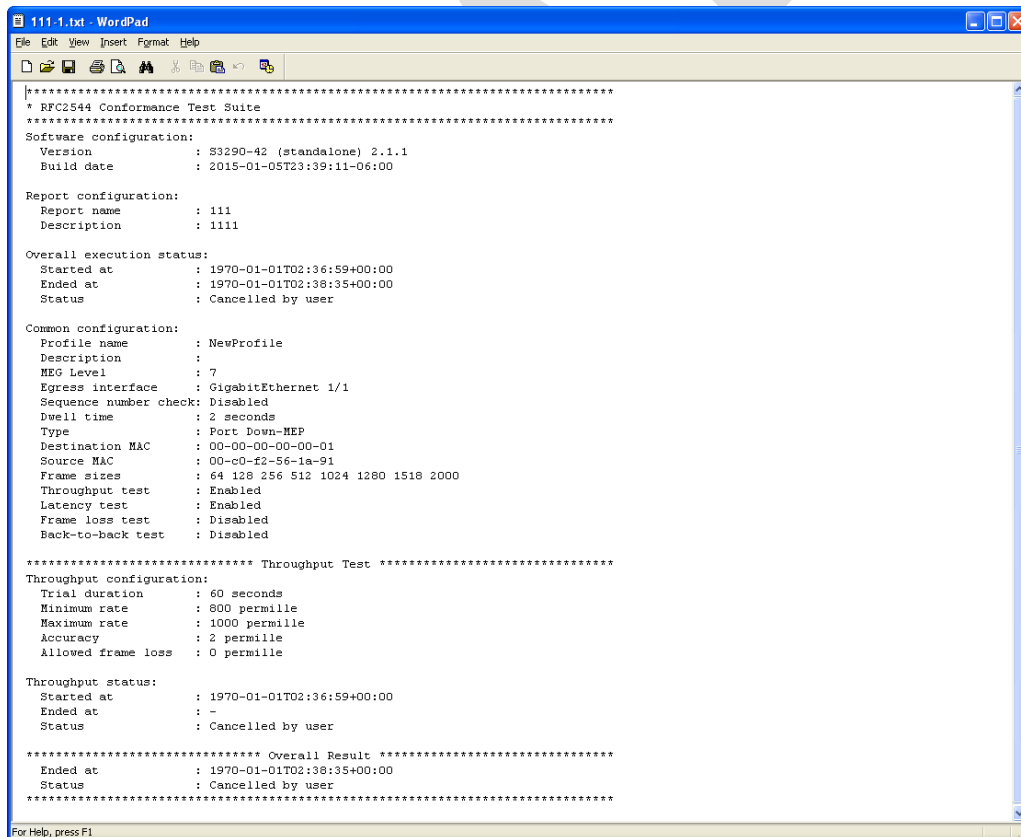 111-1.txt - WordPad
File Edit View Insert Format Help
********************************************************************************
* RFC2544 Conformance Test Suite
********************************************************************************
Software configuration:
Version : S3290-42 (standalone) 2.1.1
Build date : 2015-01-05T23:39:11-06:00
Report configuration:
Report name : 111
Description : 1111
Overall execution status:
Started at : 1970-01-01T02:36:59+00:00
Ended at : 1970-01-01T02:38:35+00:00
Status : Cancelled by user
Common configuration:
Profile name : NewProfile
Description :
MEG Level : 7
Egress interface : GigabitEthernet 1/1
Sequence number check: Disabled
Dwell time : 2 seconds
Type : Port Down-MEP
Destination MAC : 00-00-00-00-00-01
Source MAC : 00-c0-f2-56-1a-91
Frame sizes : 64 128 256 512 1024 1280 1518 2000
Throughput test : Enabled
Latency test : Enabled
Frame loss test : Disabled
Back-to-back test : Disabled
******************************* Throughput Test ********************************
Throughput configuration:
Trial duration : 60 seconds
Minimum rate : 800 permille
Maximum rate : 1000 permille
Accuracy : 2 permille
Allowed frame loss : 0 permille
Throughput status:
Started at : 1970-01-01T02:36:59+00:00
Ended at : -
Status : Cancelled by user
******************************** Overall Result ********************************
Ended at : 1970-01-01T02:38:35+00:00
Status : Cancelled by user
********************************************************************************
For Help, press F1